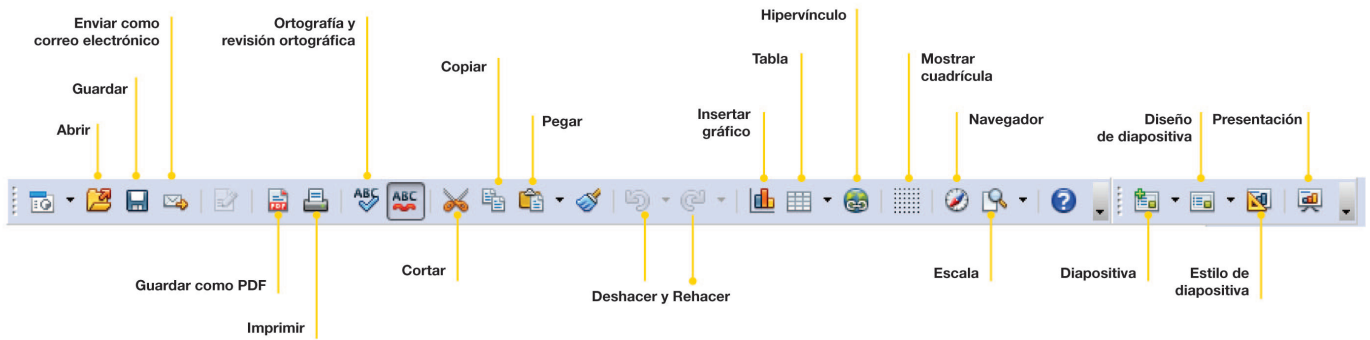 Enviar como
correo electrónico
Ortografía y
revisión ortográfica
Hipervínculo
Guardar
Copiar
Tabla
Mostrar
cuadrícula
Abrir
Pegar
Insertar
gráfico
Navegador
Diseño
de diapositiva
Presentación
PDF
ABC
ABC
?
Guardar como PDF
Imprimir
Cortar
Deshacer y Rehacer
Escala
Diapositiva
Estilo de
diapositiva